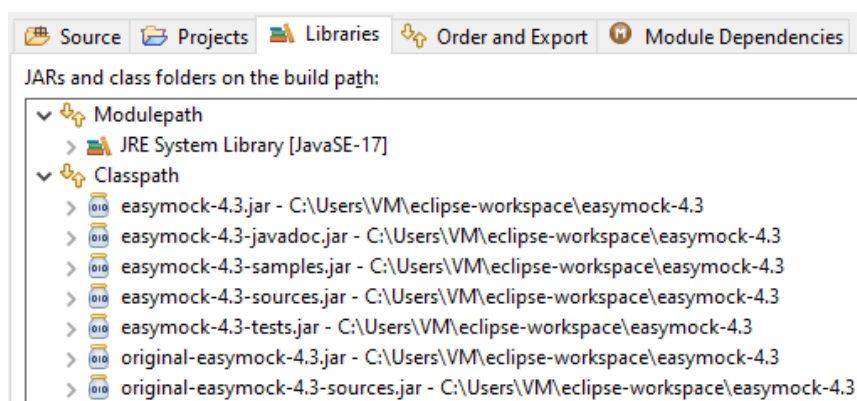 Source Projects Libraries Order and Export Module Dependencies
JARs and class folders on the build path:
Modulepath
JRE System Library [JavaSE-17]
Classpath
easymock-4.3.jar - C:\Users\VM\eclipse-workspace\easymock-4.3
easymock-4.3-javadoc.jar - C:\Users\VM\eclipse-workspace\easymock-4.3
easymock-4.3-samples.jar - C:\Users\VM\eclipse-workspace\easymock-4.3
easymock-4.3-sources.jar - C:\Users\VM\eclipse-workspace\easymock-4.3
easymock-4.3-tests.jar - C:\Users\VM\eclipse-workspace\easymock-4.3
original-easymock-4.3.jar - C:\Users\VM\eclipse-workspace\easymock-4.3
original-easymock-4.3-sources.jar - C:\Users\VM\eclipse-workspace\easymock-4.3